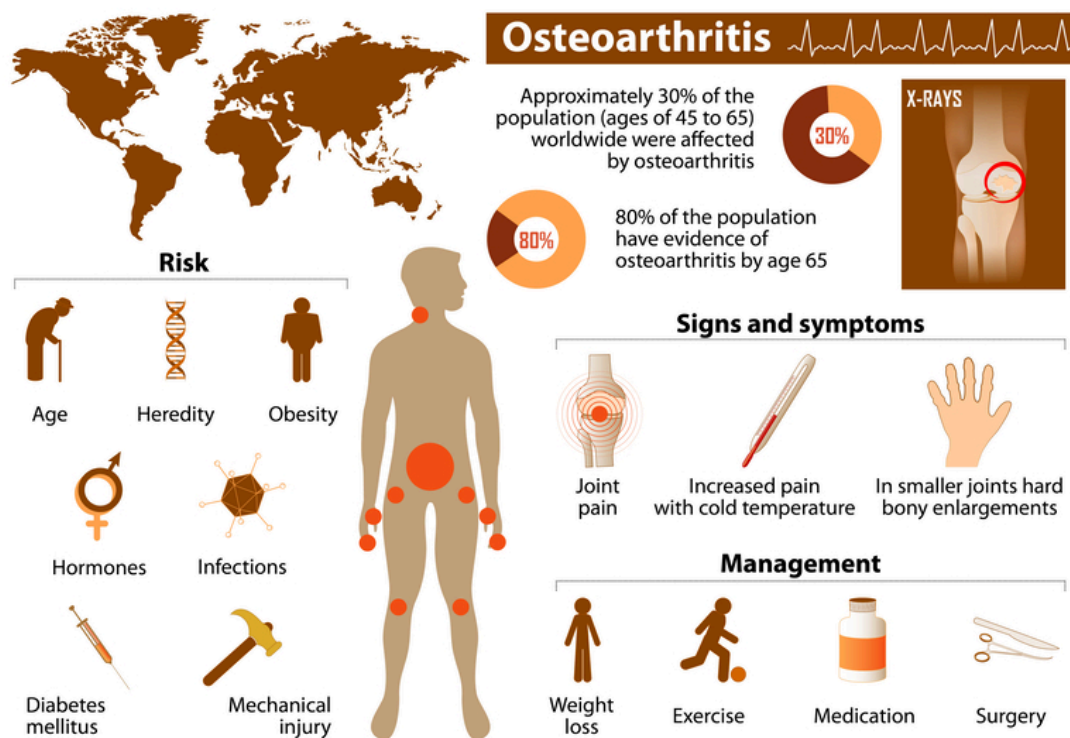 Osteoarthritis
Approximately 30% of the
population (ages of 45 to 65)
worldwide were affected
by osteoarthritis
30%
X-RAYS
80%
80% of the population
have evidence of
osteoarthritis by age 65
Risk
Age
Heredity
Obesity
Hormones
Infections
Diabetes
mellitus
Mechanical
injury
Signs and symptoms
Joint
pain
Increased pain
with cold temperature
In smaller joints hard
bony enlargements
Management
Weight
loss
Exercise
Medication
Surgery